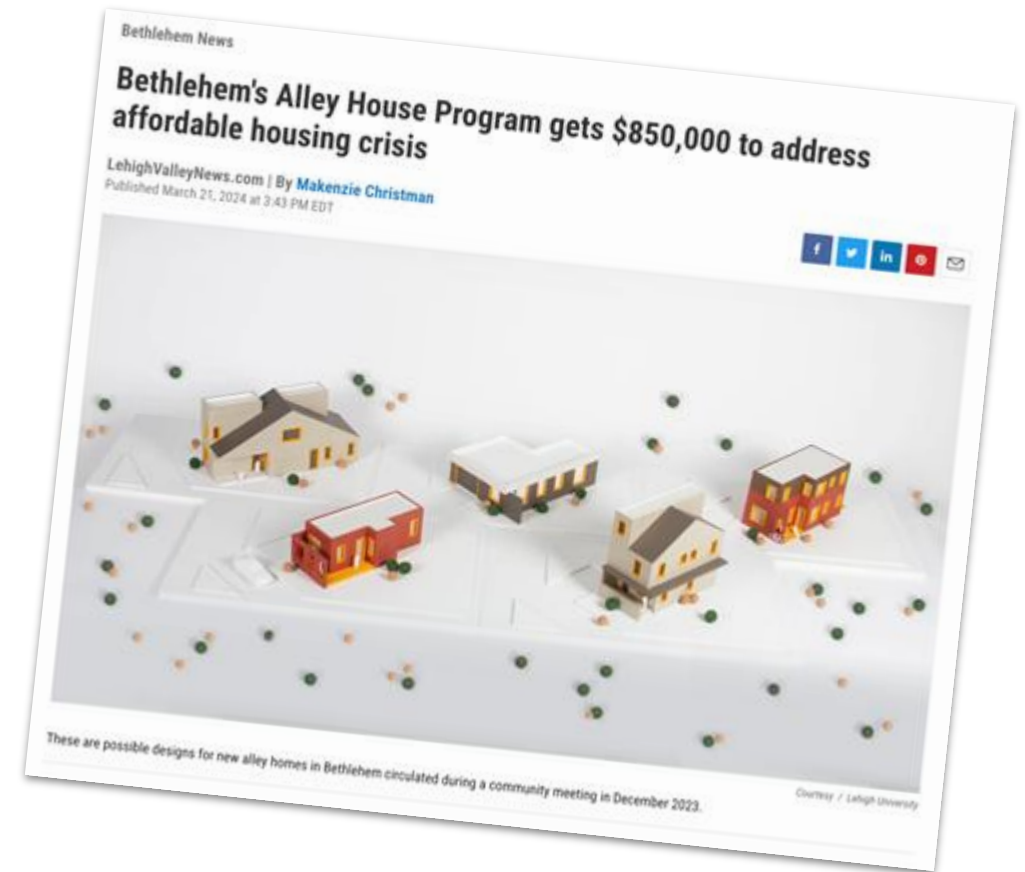 Bethlehem News
Bethlehem's Alley House Program gets $850,000 to address
affordable housing crisis
LehighValleyNews.com | By Makenzie Christman
Published March 21, 2024 at 3:43 PM EDT
f
in
These are possible designs for new alley homes in Bethlehem circulated during a community meeting in December 2023.
Courtesy / Lehigh University